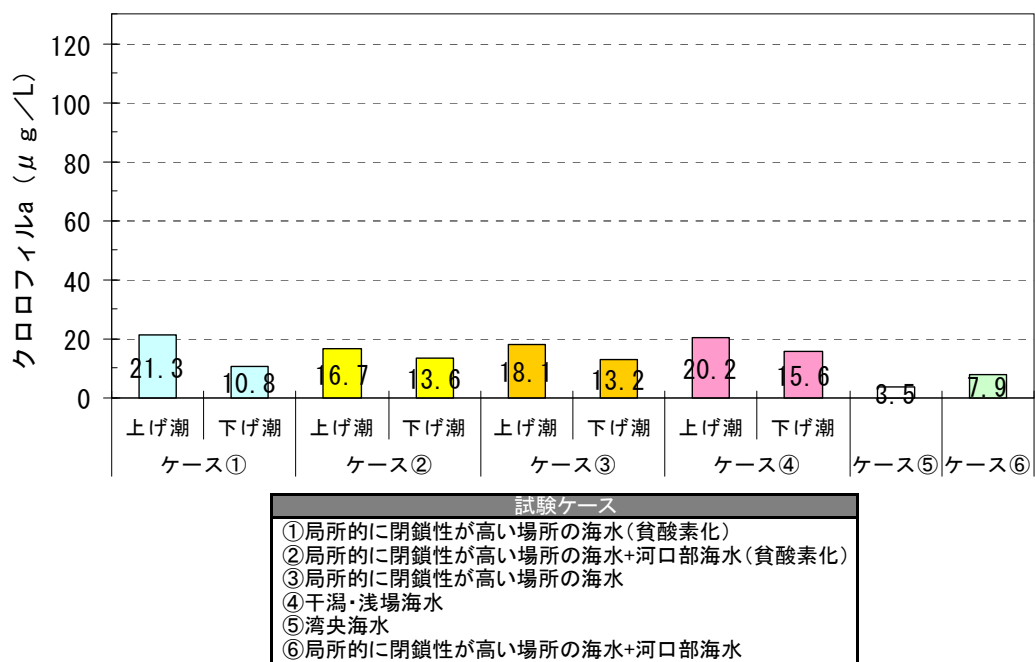 クロロフィルa（μg／L）
120
100
80
60
40
20
0
21.3
10.8
16.7
13.6
18.1
13.2
20.2
15.6
3.5
7.9
上げ潮 下げ潮 上げ潮 下げ潮 上げ潮 下げ潮 上げ潮 下げ潮
ケース① ケース② ケース③ ケース④ ケース⑤ ケース⑥
試験ケース
①局所的に閉鎖性が高い場所の海水(貧酸素化)
②局所的に閉鎖性が高い場所の海水+河口部海水(貧酸素化)
③局所的に閉鎖性が高い場所の海水
④干潟・浅場海水
⑤湾央海水
⑥局所的に閉鎖性が高い場所の海水+河口部海水